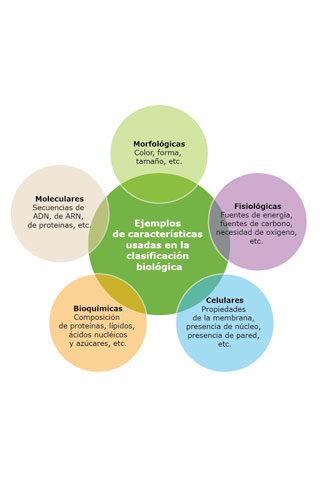 Morfológicas
Color, forma,
tamaño, etc.
Moleculares
Secuencias de
ADN, de ARN,
de proteinas, etc.
Ejemplos
de características
usadas en la
clasificación
biológica
Fisiológicas
Fuentes de energía,
fuentes de carbono,
necesidad de oxígeno,
etc.
Bioquímicas
Composición
de proteínas, lípidos,
ácidos nucléicos
y azúcares, etc.
Celulares
Propiedades
de la membrana,
presencia de núcleo,
presencia de pared,
etc.